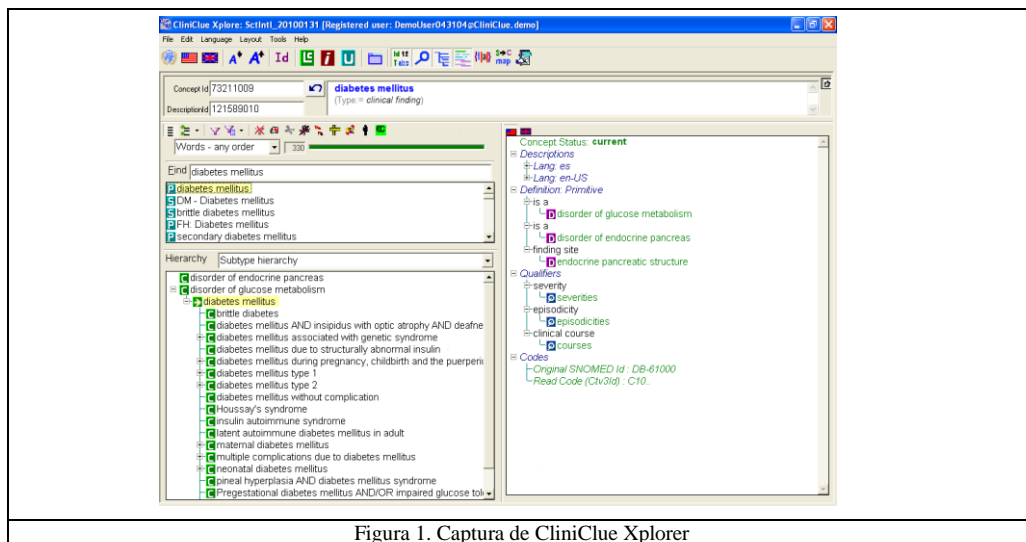 CliniClue Xplore: SctIntl_20100131 [Registered user: DemoUser043104@CliniClue.demo]
File Edit Language Layout Tools Help
Id
Concept Id 73211009
diabetes mellitus
(Type = clinical finding)
DescriptionId 121589010
Words - any order 330
Find diabetes mellitus
P diabetes mellitus
S DM - Diabetes mellitus
S brittle diabetes mellitus
P FH: Diabetes mellitus
P secondary diabetes mellitus
Hierarchy Subtype hierarchy
C disorder of endocrine pancreas
C disorder of glucose metabolism
diabetes mellitus
C brittle diabetes
C diabetes mellitus AND insipidus with optic atrophy AND deafne
C diabetes mellitus associated with genetic syndrome
C diabetes mellitus due to structurally abnormal insulin
C diabetes mellitus during pregnancy, childbirth and the puerperiu
C diabetes mellitus type 1
C diabetes mellitus type 2
C diabetes mellitus without complication
C Houssay's syndrome
C insulin autoimmune syndrome
C latent autoimmune diabetes mellitus in adult
C maternal diabetes mellitus
C multiple complications due to diabetes mellitus
C neonatal diabetes mellitus
C pineal hyperplasia AND diabetes mellitus syndrome
C Pregestational diabetes mellitus AND/OR impaired glucose tol
Concept Status: current
Descriptions
Lang: es
Lang: en-US
Definition: Primitive
is a
D disorder of glucose metabolism
is a
D disorder of endocrine pancreas
finding site
D endocrine pancreatic structure
Qualifiers
severity
severities
episodicity
episodicities
clinical course
courses
Codes
Original SNOMED Id : DB-61000
Read Code (Ctv3Id) : C10..
Figura 1. Captura de CliniClue Xplorer